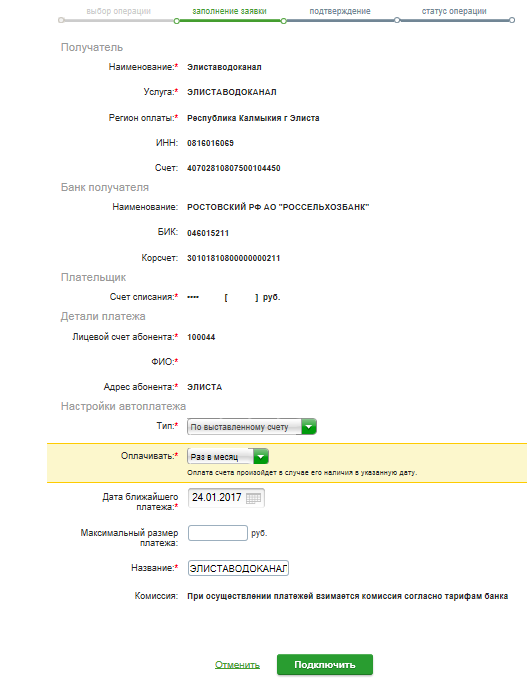 выбор операции заполнение заявки подтверждение статус операции
Получатель
Наименование:* Элиставодоканал
Услуга:* ЭЛИСТАВОДОКАНАЛ
Регион оплаты:* Республика Калмыкия г Элиста
ИНН: 0816016069
Счет: 40702810807500104450
Банк получателя
Наименование: РОСТОВСКИЙ РФ АО "РОССЕЛЬХОЗБАНК"
БИК: 046015211
Корсчет: 30101810800000000211
Плательщик
Счет списания:* •••• [ ] руб.
Детали платежа
Лицевой счет абонента:* 100044
ФИО:*
Адрес абонента:* ЭЛИСТА
Настройки автоплатежа
Тип:* По выставленному счету
Оплачивать:* Раз в месяц
Оплата счета произойдет в случае его наличия в указанную дату.
Дата ближайшего
платежа:* 24.01.2017
Максимальный размер
платежа: руб.
Название:* ЭЛИСТАВОДОКАНАЛ
Комиссия: При осуществлении платежей взимается комиссия согласно тарифам банка
Отменить Подключить